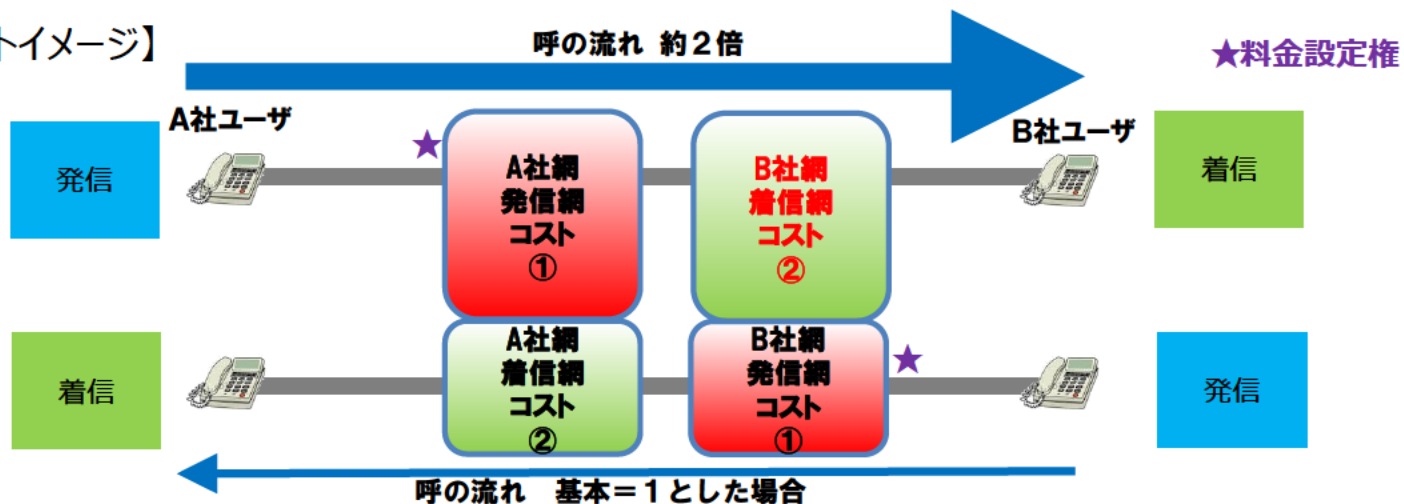 トイメージ】
呼の流れ 約２倍
★料金設定権
A社ユーザ
B社ユーザ
発信
★
A社網
発信網
コスト
①
B社網
着信網
コスト
②
着信
着信
A社網
着信網
コスト
②
B社網
発信網
コスト
①
★
発信
呼の流れ 基本＝１とした場合